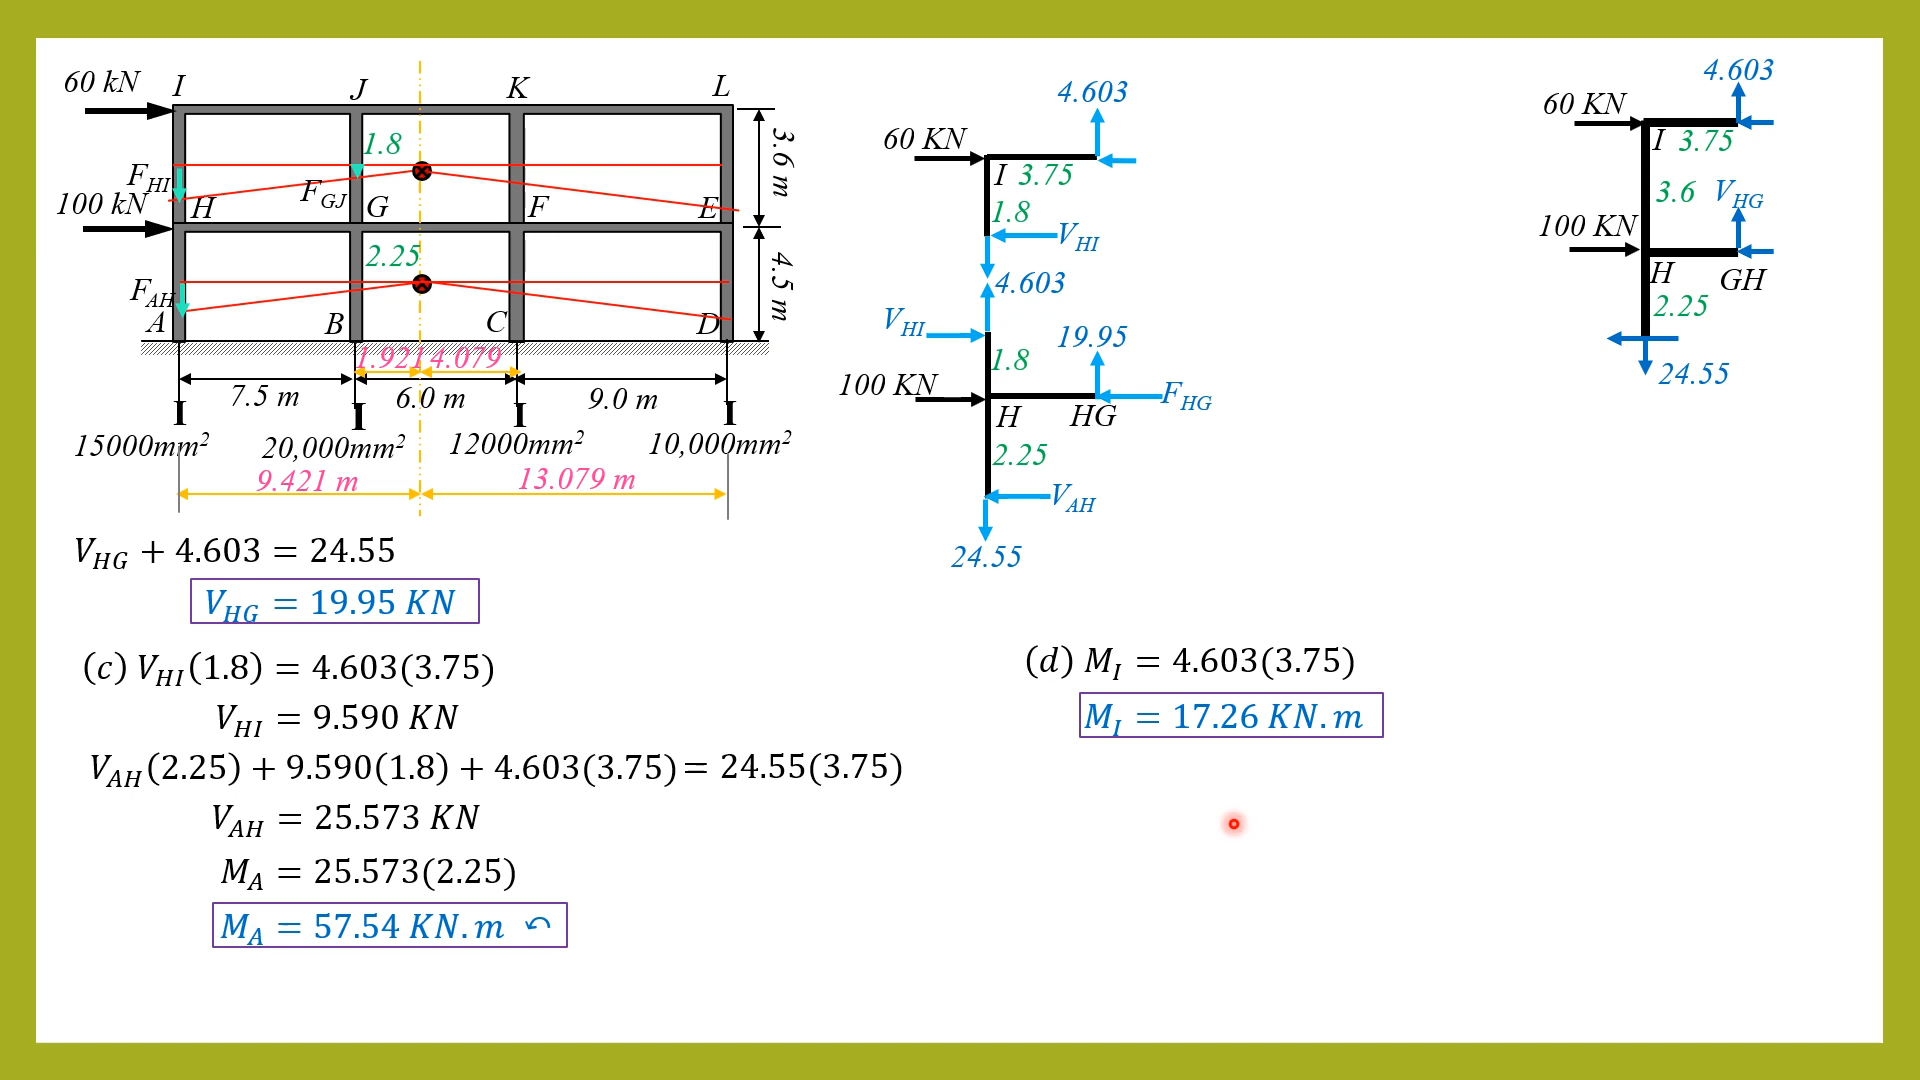 60 kN I J K L
1.8
3.6 m
F_HI
F_GJ
100 kN H G F E
2.25
4.5 m
F_AH
A B C D
1.921 4.079
7.5 m 6.0 m 9.0 m
I I I I
15000mm² 20,000mm² 12000mm² 10,000mm²
9.421 m 13.079 m
4.603
60 KN
I 3.75
1.8
V_HI
4.603
V_HI
19.95
1.8
100 KN
F_HG
H HG
2.25
V_AH
24.55
4.603
60 KN
I 3.75
3.6 V_HG
100 KN
H GH
2.25
24.55
V_HG + 4.603 = 24.55
V_HG = 19.95 KN
(c) V_HI(1.8) = 4.603(3.75)
V_HI = 9.590 KN
V_AH(2.25) + 9.590(1.8) + 4.603(3.75) = 24.55(3.75)
V_AH = 25.573 KN
M_A = 25.573(2.25)
M_A = 57.54 KN.m ↶
(d) M_I = 4.603(3.75)
M_I = 17.26 KN.m